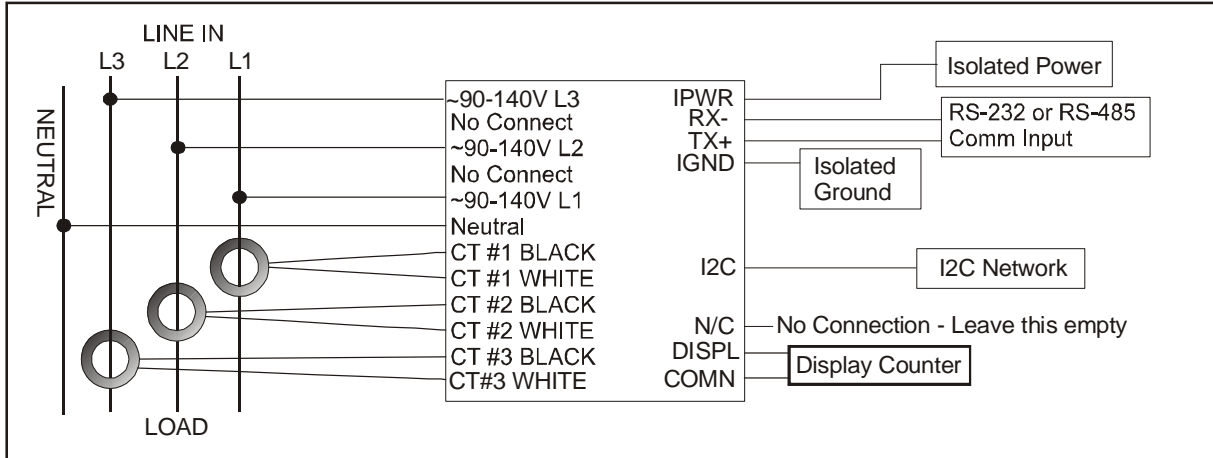 LINE IN
L3 L2 L1
NEUTRAL
LOAD
~90-140V L3
No Connect
~90-140V L2
No Connect
~90-140V L1
Neutral
CT #1 BLACK
CT #1 WHITE
CT #2 BLACK
CT #2 WHITE
CT #3 BLACK
CT#3 WHITE
IPWR
RX-
TX+
IGND
I2C
N/C
DISPL
COMN
Isolated Power
RS-232 or RS-485
Comm Input
Isolated
Ground
I2C Network
No Connection - Leave this empty
Display Counter